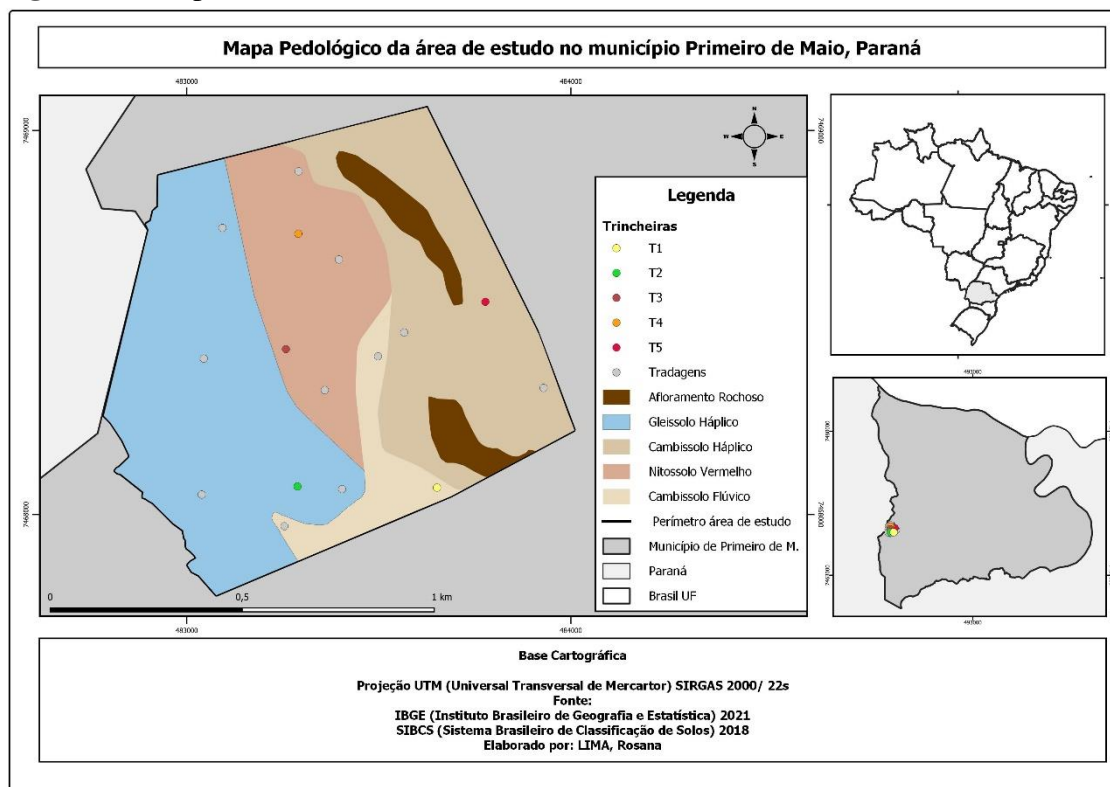 Mapa Pedológico da área de estudo no município Primeiro de Maio, Paraná
483000
484000
7469000
7469000
N
W
E
S
Legenda
Trincheiras
T1
T2
T3
T4
T5
Tradagens
Afloramento Rochoso
Gleissolo Háplico
Cambissolo Háplico
Nitossolo Vermelho
Cambissolo Flúvico
Perímetro área de estudo
Município de Primeiro de M.
Paraná
Brasil UF
7468000
7468000
0
0,5
1 km
483000
484000
Base Cartográfica
Projeção UTM (Universal Transversal de Mercartor) SIRGAS 2000/ 22s
Fonte:
IBGE (Instituto Brasileiro de Geografia e Estatística) 2021
SIBCS (Sistema Brasileiro de Classificação de Solos) 2018
Elaborado por: LIMA, Rosana